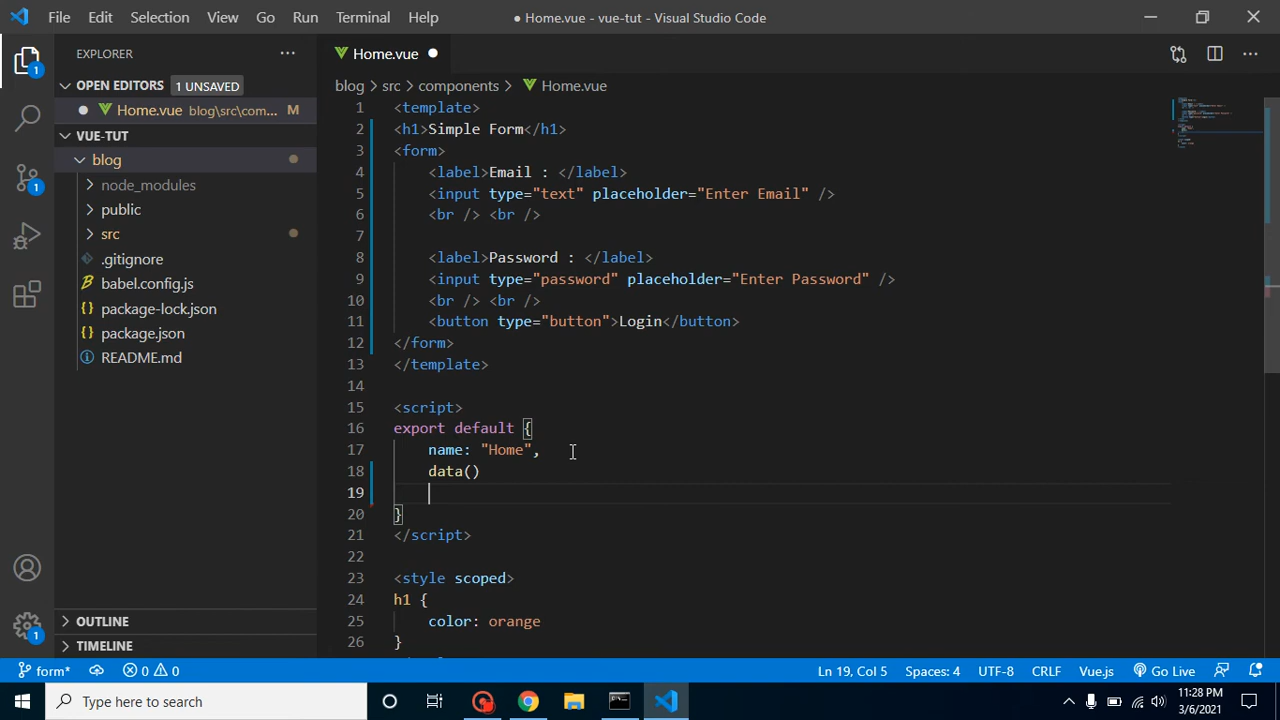 File Edit Selection View Go Run Terminal Help ● Home.vue - vue-tut - Visual Studio Code
EXPLORER ···
Home.vue ●
OPEN EDITORS 1 UNSAVED
● Home.vue blog\src\com... M
VUE-TUT
blog
node_modules
public
src
.gitignore
babel.config.js
package-lock.json
package.json
README.md
OUTLINE
TIMELINE
1
1
1
blog > src > components > Home.vue
1 <template>
2 <h1>Simple Form</h1>
3 <form>
4 <label>Email : </label>
5 <input type="text" placeholder="Enter Email" />
6 <br /> <br />
7
8 <label>Password : </label>
9 <input type="password" placeholder="Enter Password" />
10 <br /> <br />
11 <button type="button">Login</button>
12 </form>
13 </template>
14
15 <script>
16 export default {
17 name: "Home",
18 data()
19
20 }
21 </script>
22
23 <style scoped>
24 h1 {
25 color: orange
26 }
form* 0 0 Ln 19, Col 5 Spaces: 4 UTF-8 CRLF Vue.js Go Live
Type here to search
11:28 PM
3/6/2021